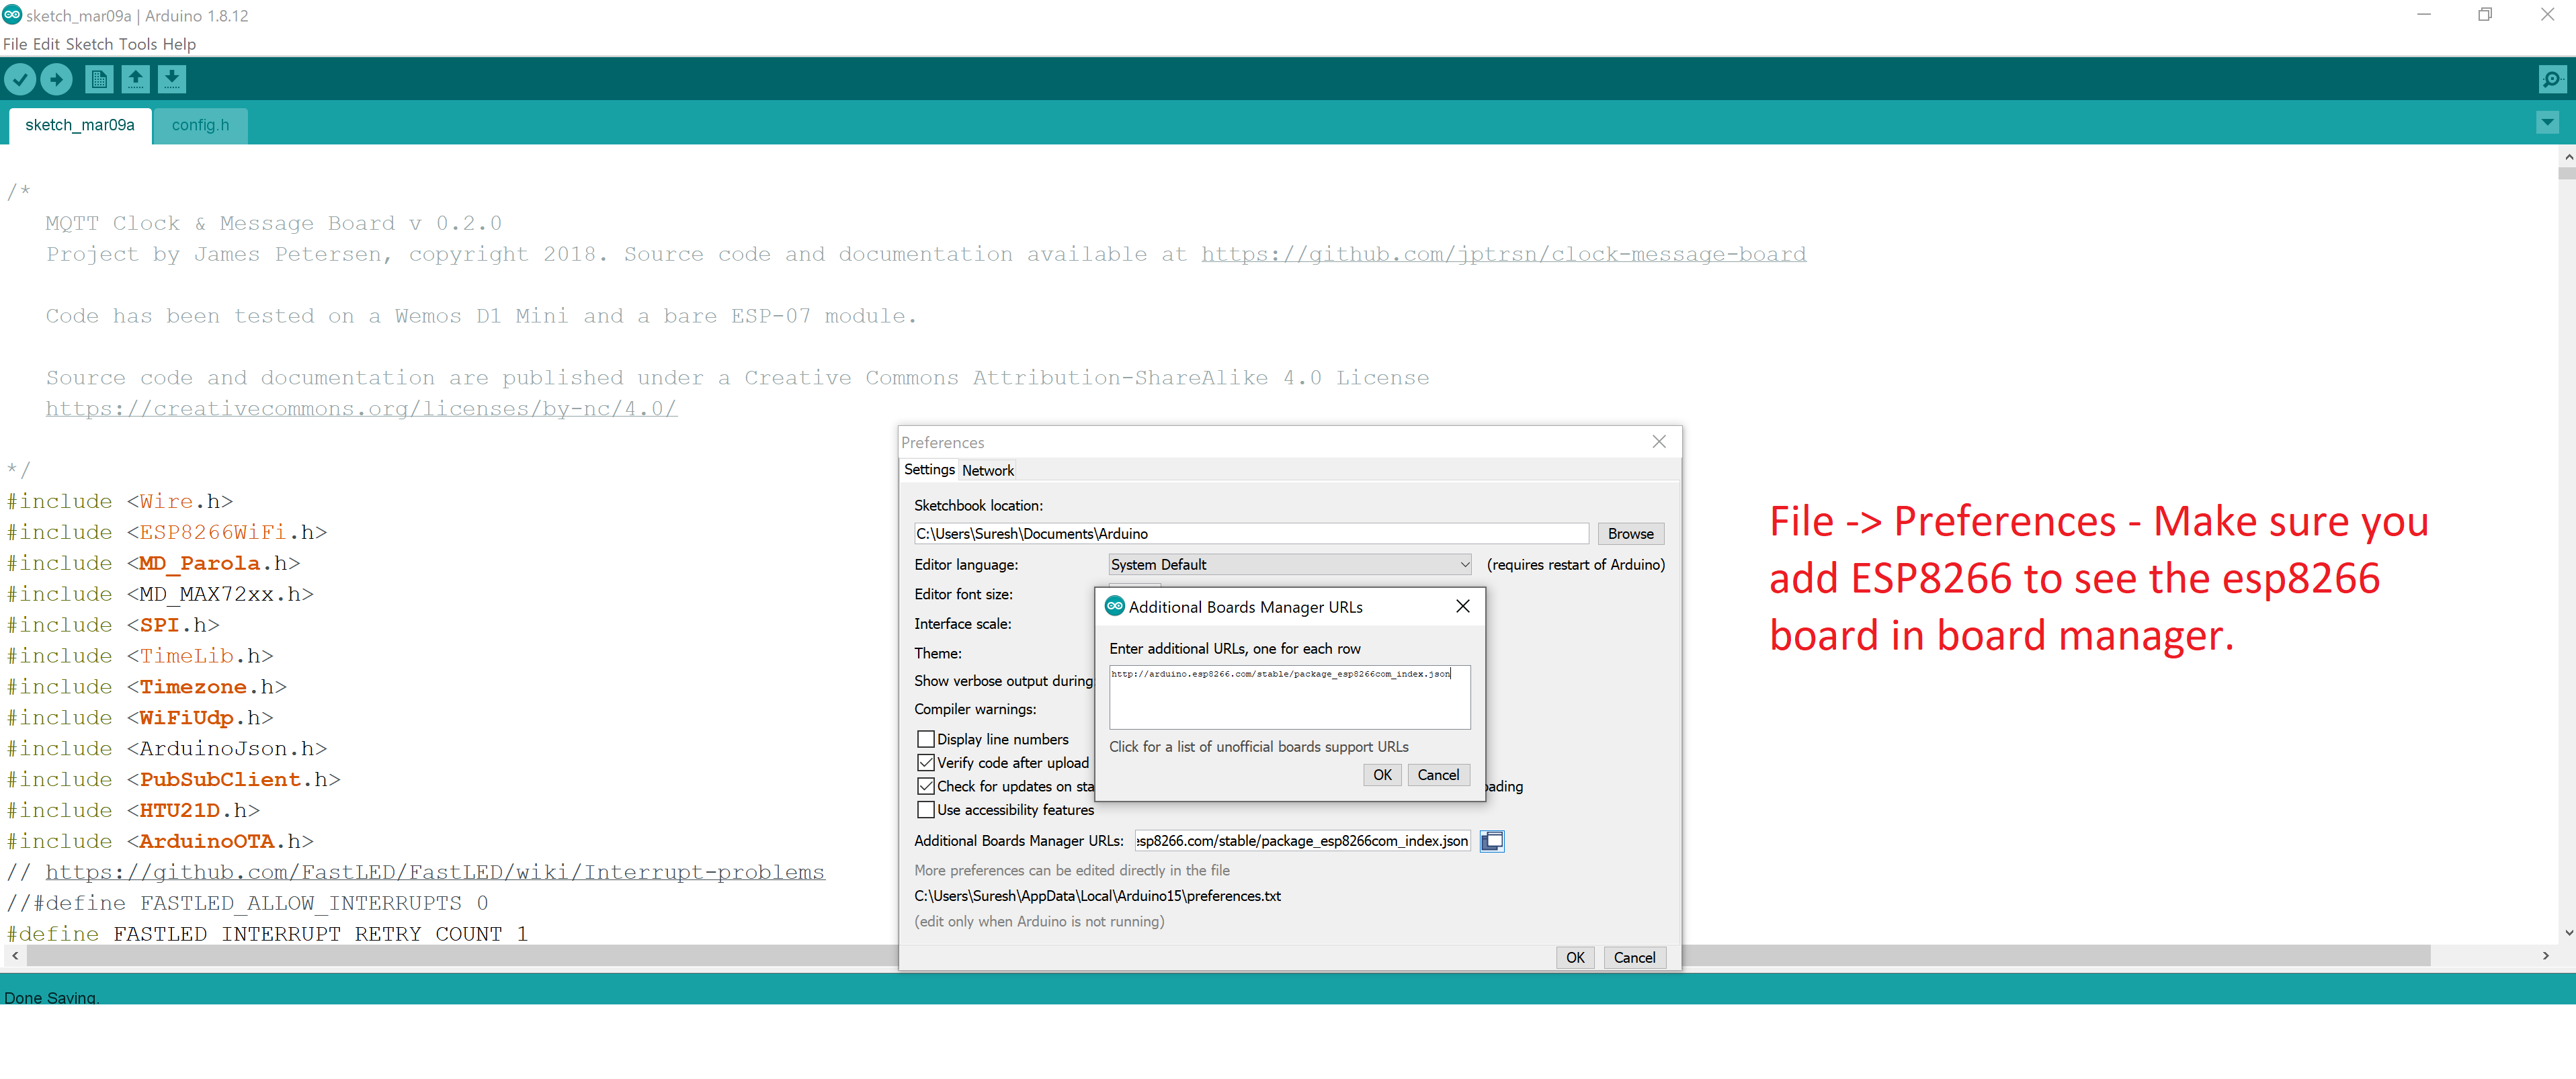 sketch_mar09a | Arduino 1.8.12
File Edit Sketch Tools Help
sketch_mar09a
config.h
/*
MQTT Clock & Message Board v 0.2.0
Project by James Petersen, copyright 2018. Source code and documentation available at https://github.com/jptrsn/clock-message-board
Code has been tested on a Wemos D1 Mini and a bare ESP-07 module.
Source code and documentation are published under a Creative Commons Attribution-ShareAlike 4.0 License
https://creativecommons.org/licenses/by-nc/4.0/
*/
#include <Wire.h>
#include <ESP8266WiFi.h>
#include <MD_Parola.h>
#include <MD_MAX72xx.h>
#include <SPI.h>
#include <TimeLib.h>
#include <Timezone.h>
#include <WiFiUdp.h>
#include <ArduinoJson.h>
#include <PubSubClient.h>
#include <HTU21D.h>
#include <ArduinoOTA.h>
// https://github.com/FastLED/FastLED/wiki/Interrupt-problems
//#define FASTLED_ALLOW_INTERRUPTS 0
#define FASTLED_INTERRUPT_RETRY_COUNT 1
Done Saving.
Preferences
Settings Network
Sketchbook location:
C:\Users\Suresh\Documents\Arduino
Browse
Editor language:
System Default
(requires restart of Arduino)
Editor font size:
Interface scale:
Theme:
Show verbose output during
Compiler warnings:
Display line numbers
Verify code after upload
Check for updates on sta
ading
Use accessibility features
Additional Boards Manager URLs:
esp8266.com/stable/package_esp8266com_index.json
More preferences can be edited directly in the file
C:\Users\Suresh\AppData\Local\Arduino15\preferences.txt
(edit only when Arduino is not running)
OK
Cancel
Additional Boards Manager URLs
Enter additional URLs, one for each row
http://arduino.esp8266.com/stable/package_esp8266com_index.json
Click for a list of unofficial boards support URLs
OK
Cancel
File -> Preferences - Make sure you
add ESP8266 to see the esp8266
board in board manager.